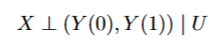 X ⊥ (Y(0), Y(1)) | U